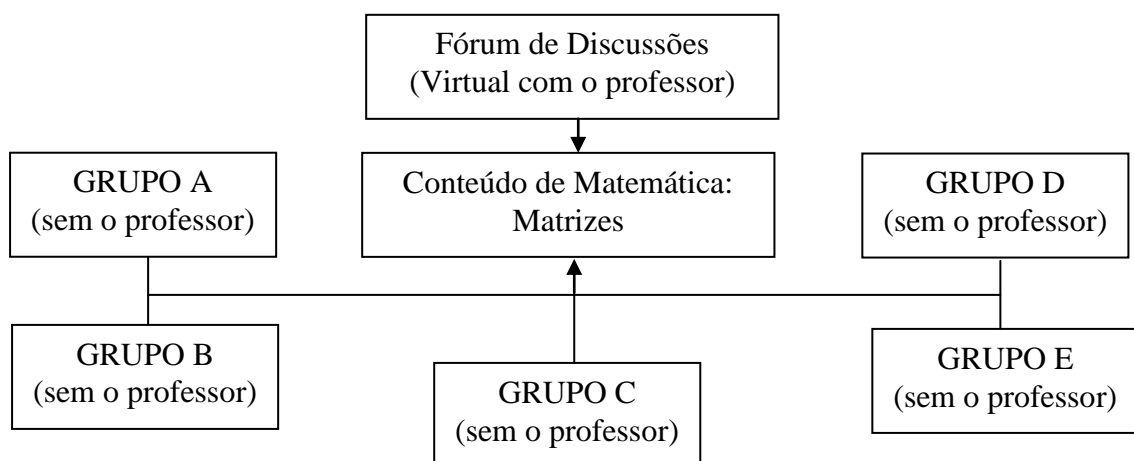 Fórum de Discussões
(Virtual com o professor)
GRUPO A
(sem o professor)
Conteúdo de Matemática:
Matrizes
GRUPO D
(sem o professor)
GRUPO B
(sem o professor)
GRUPO C
(sem o professor)
GRUPO E
(sem o professor)